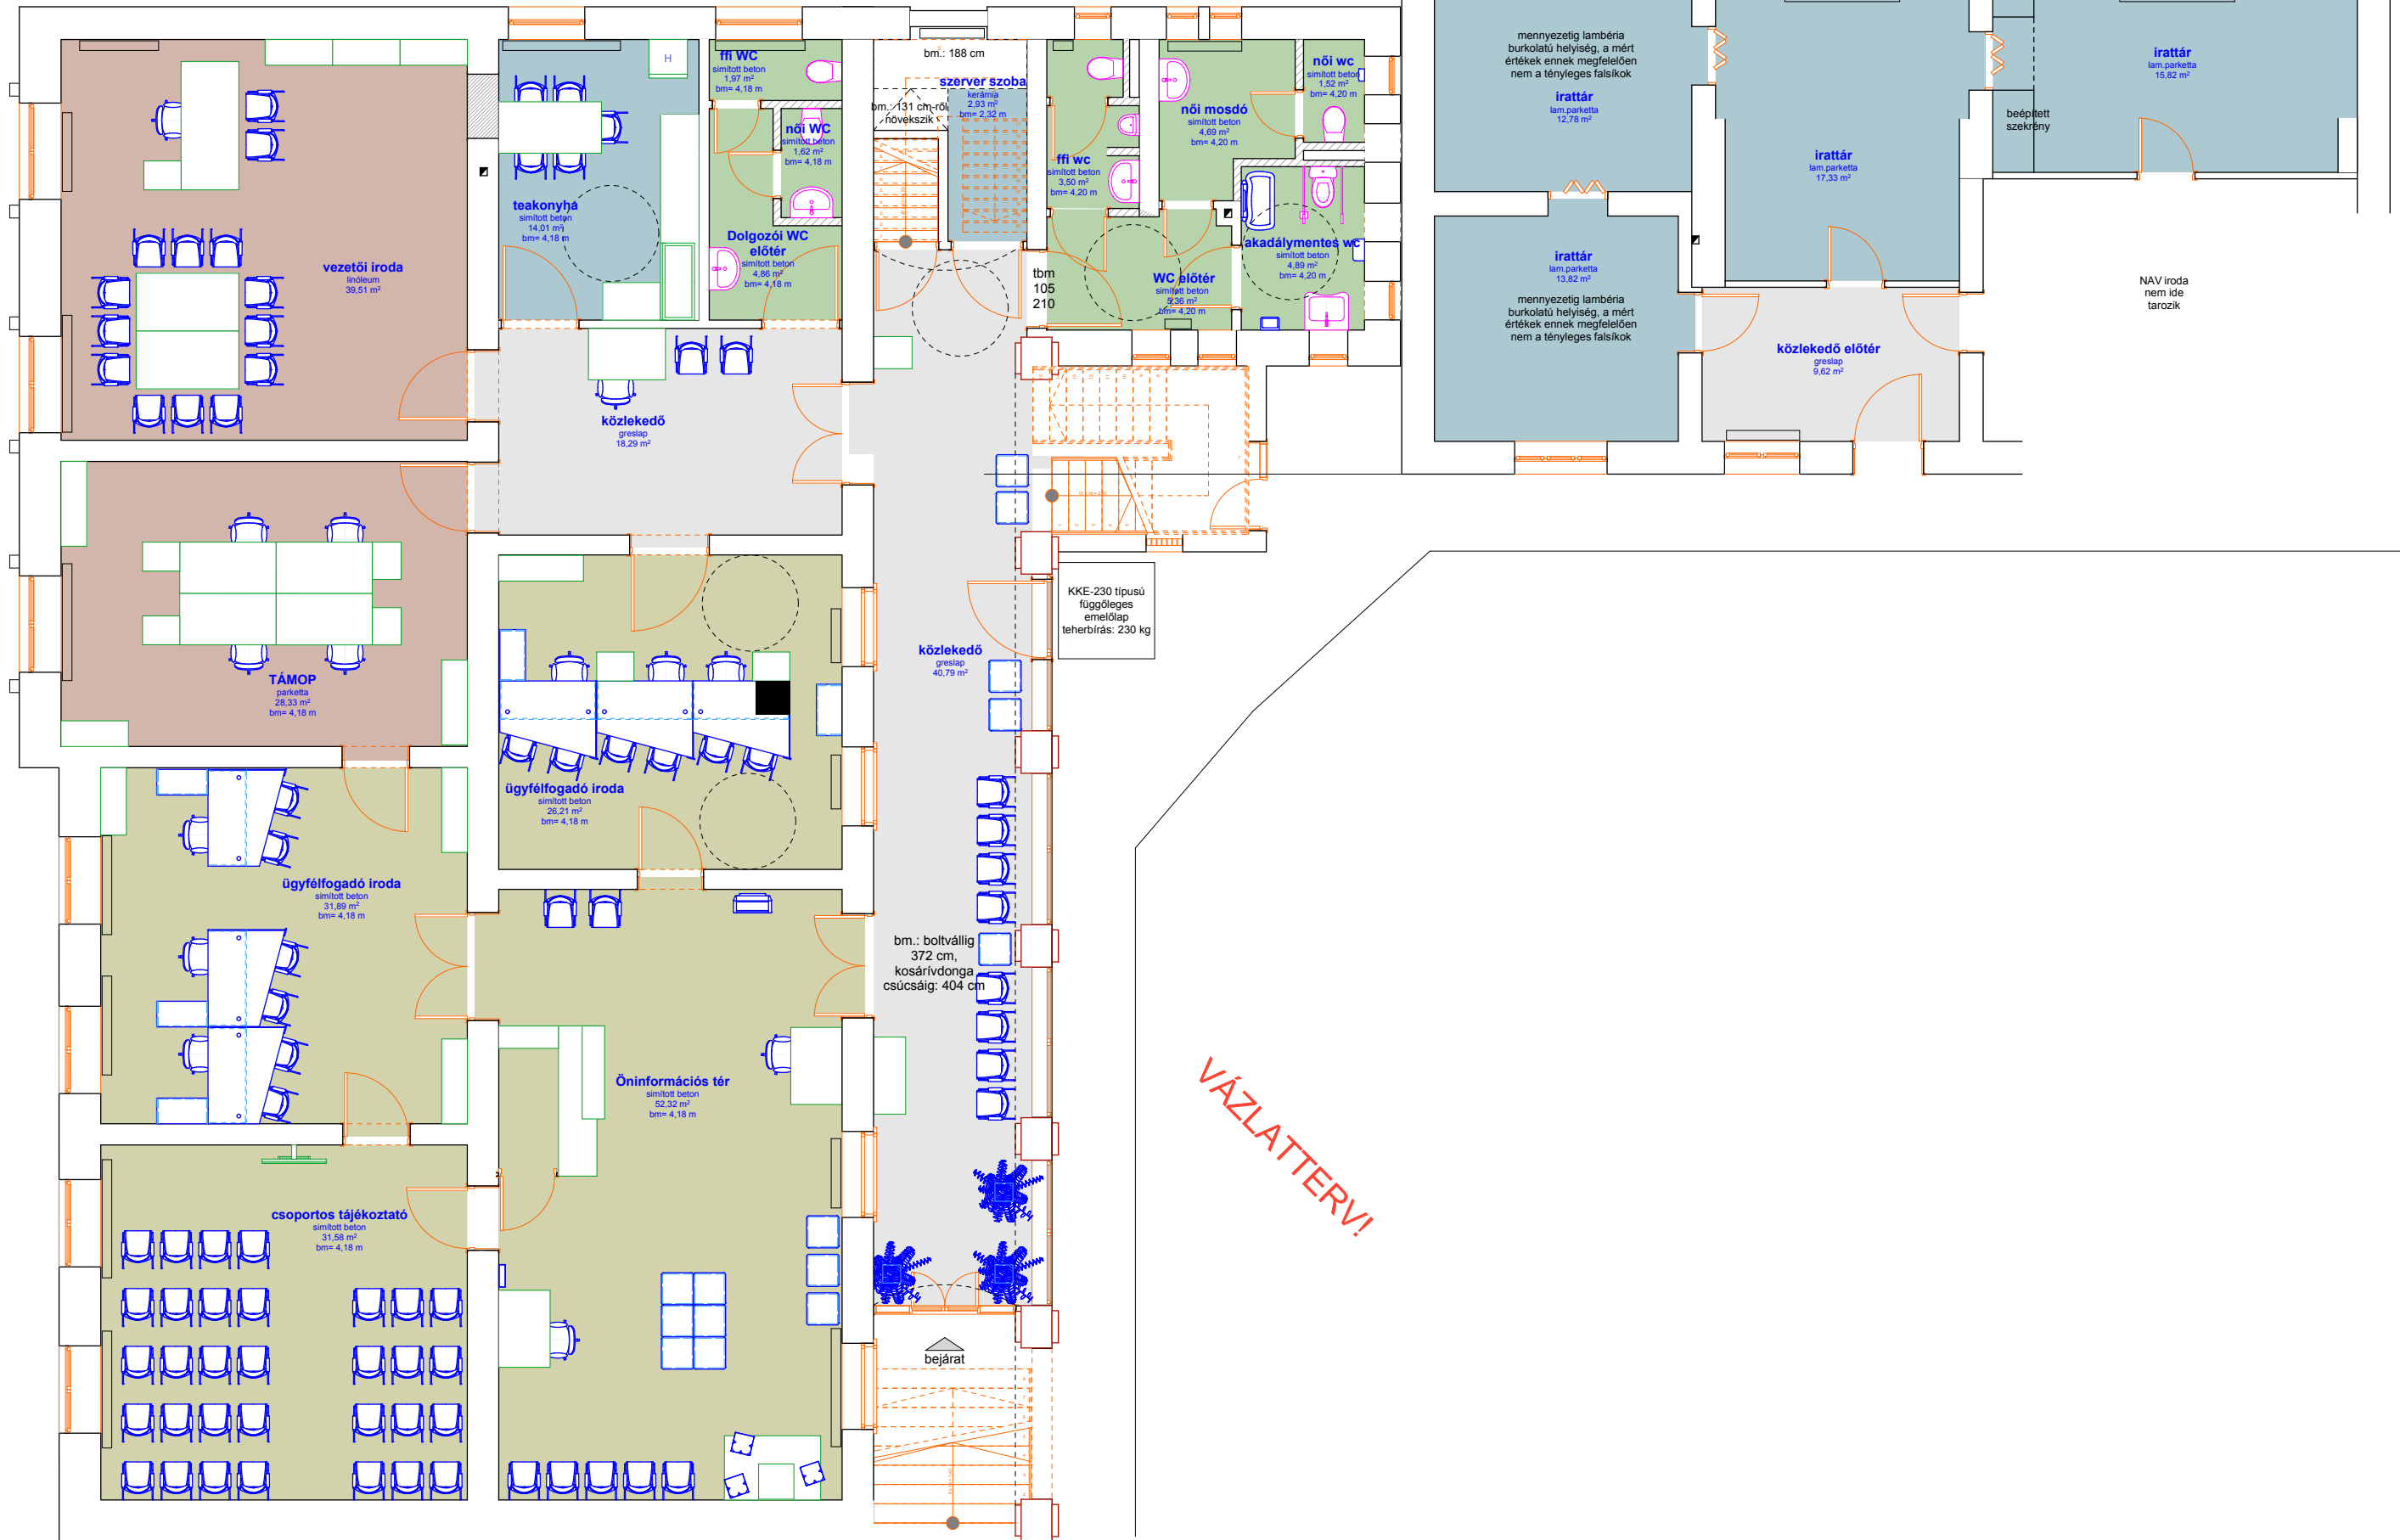 ffi WC
simított beton
1,97 m²
bm= 4,18 m
H
női WC
simított beton
1,62 m²
bm= 4,18 m
teakonyha
simított beton
14,01 m²
bm= 4,18 m
Dolgozói WC
előtér
simított beton
4,86 m²
bm= 4,18 m
vezetői iroda
linóleum
39,51 m²
bm.: 188 cm
szerver szoba
kerámia
2,93 m²
bm= 2,32 m
bm.: 131 cm-ről
növekszik
ffi wc
simított beton
3,50 m²
bm= 4,20 m
női mosdó
simított beton
4,69 m²
bm= 4,20 m
női wc
simított beton
1,52 m²
bm= 4,20 m
akadálymentes wc
simított beton
4,89 m²
bm= 4,20 m
WC előtér
simított beton
5,36 m²
bm= 4,20 m
tbm
105
210
mennyezetig lambéria
burkolatú helyiség, a mért
értékek ennek megfelelően
nem a tényleges falsíkok
irattár
lam.parketta
12,78 m²
irattár
lam.parketta
17,33 m²
irattár
lam.parketta
15,82 m²
beépített
szekrény
irattár
lam.parketta
13,82 m²
mennyezetig lambéria
burkolatú helyiség, a mért
értékek ennek megfelelően
nem a tényleges falsíkok
közlekedő előtér
greslap
9,62 m²
NAV iroda
nem ide
tarozik
közlekedő
greslap
18,29 m²
TÁMOP
parketta
28,33 m²
bm= 4,18 m
KKE-230 típusú
függőleges
emelőlap
teherbírás: 230 kg
közlekedő
greslap
40,79 m²
ügyfélfogadó iroda
simított beton
26,21 m²
bm= 4,18 m
ügyfélfogadó iroda
simított beton
31,89 m²
bm= 4,18 m
bm.: boltvállig
372 cm,
kosárívdonga
csúcsáig: 404 cm
Öninformációs tér
simított beton
52,32 m²
bm= 4,18 m
csoportos tájékoztató
simított beton
31,58 m²
bm= 4,18 m
VÁZLATTERV!
bejárat